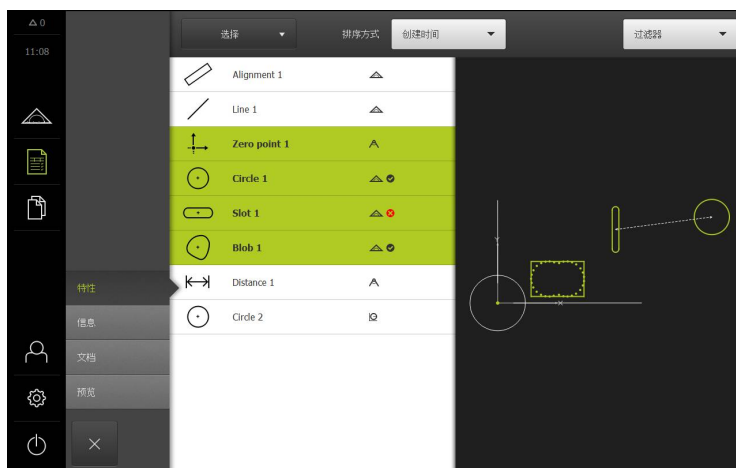 0
11:08
选择
排序方式
创建时间
过滤器
Alignment 1
Line 1
Zero point 1
Circle 1
Slot 1
Blob 1
Distance 1
Circle 2
特性
信息
文档
预览
Y
X